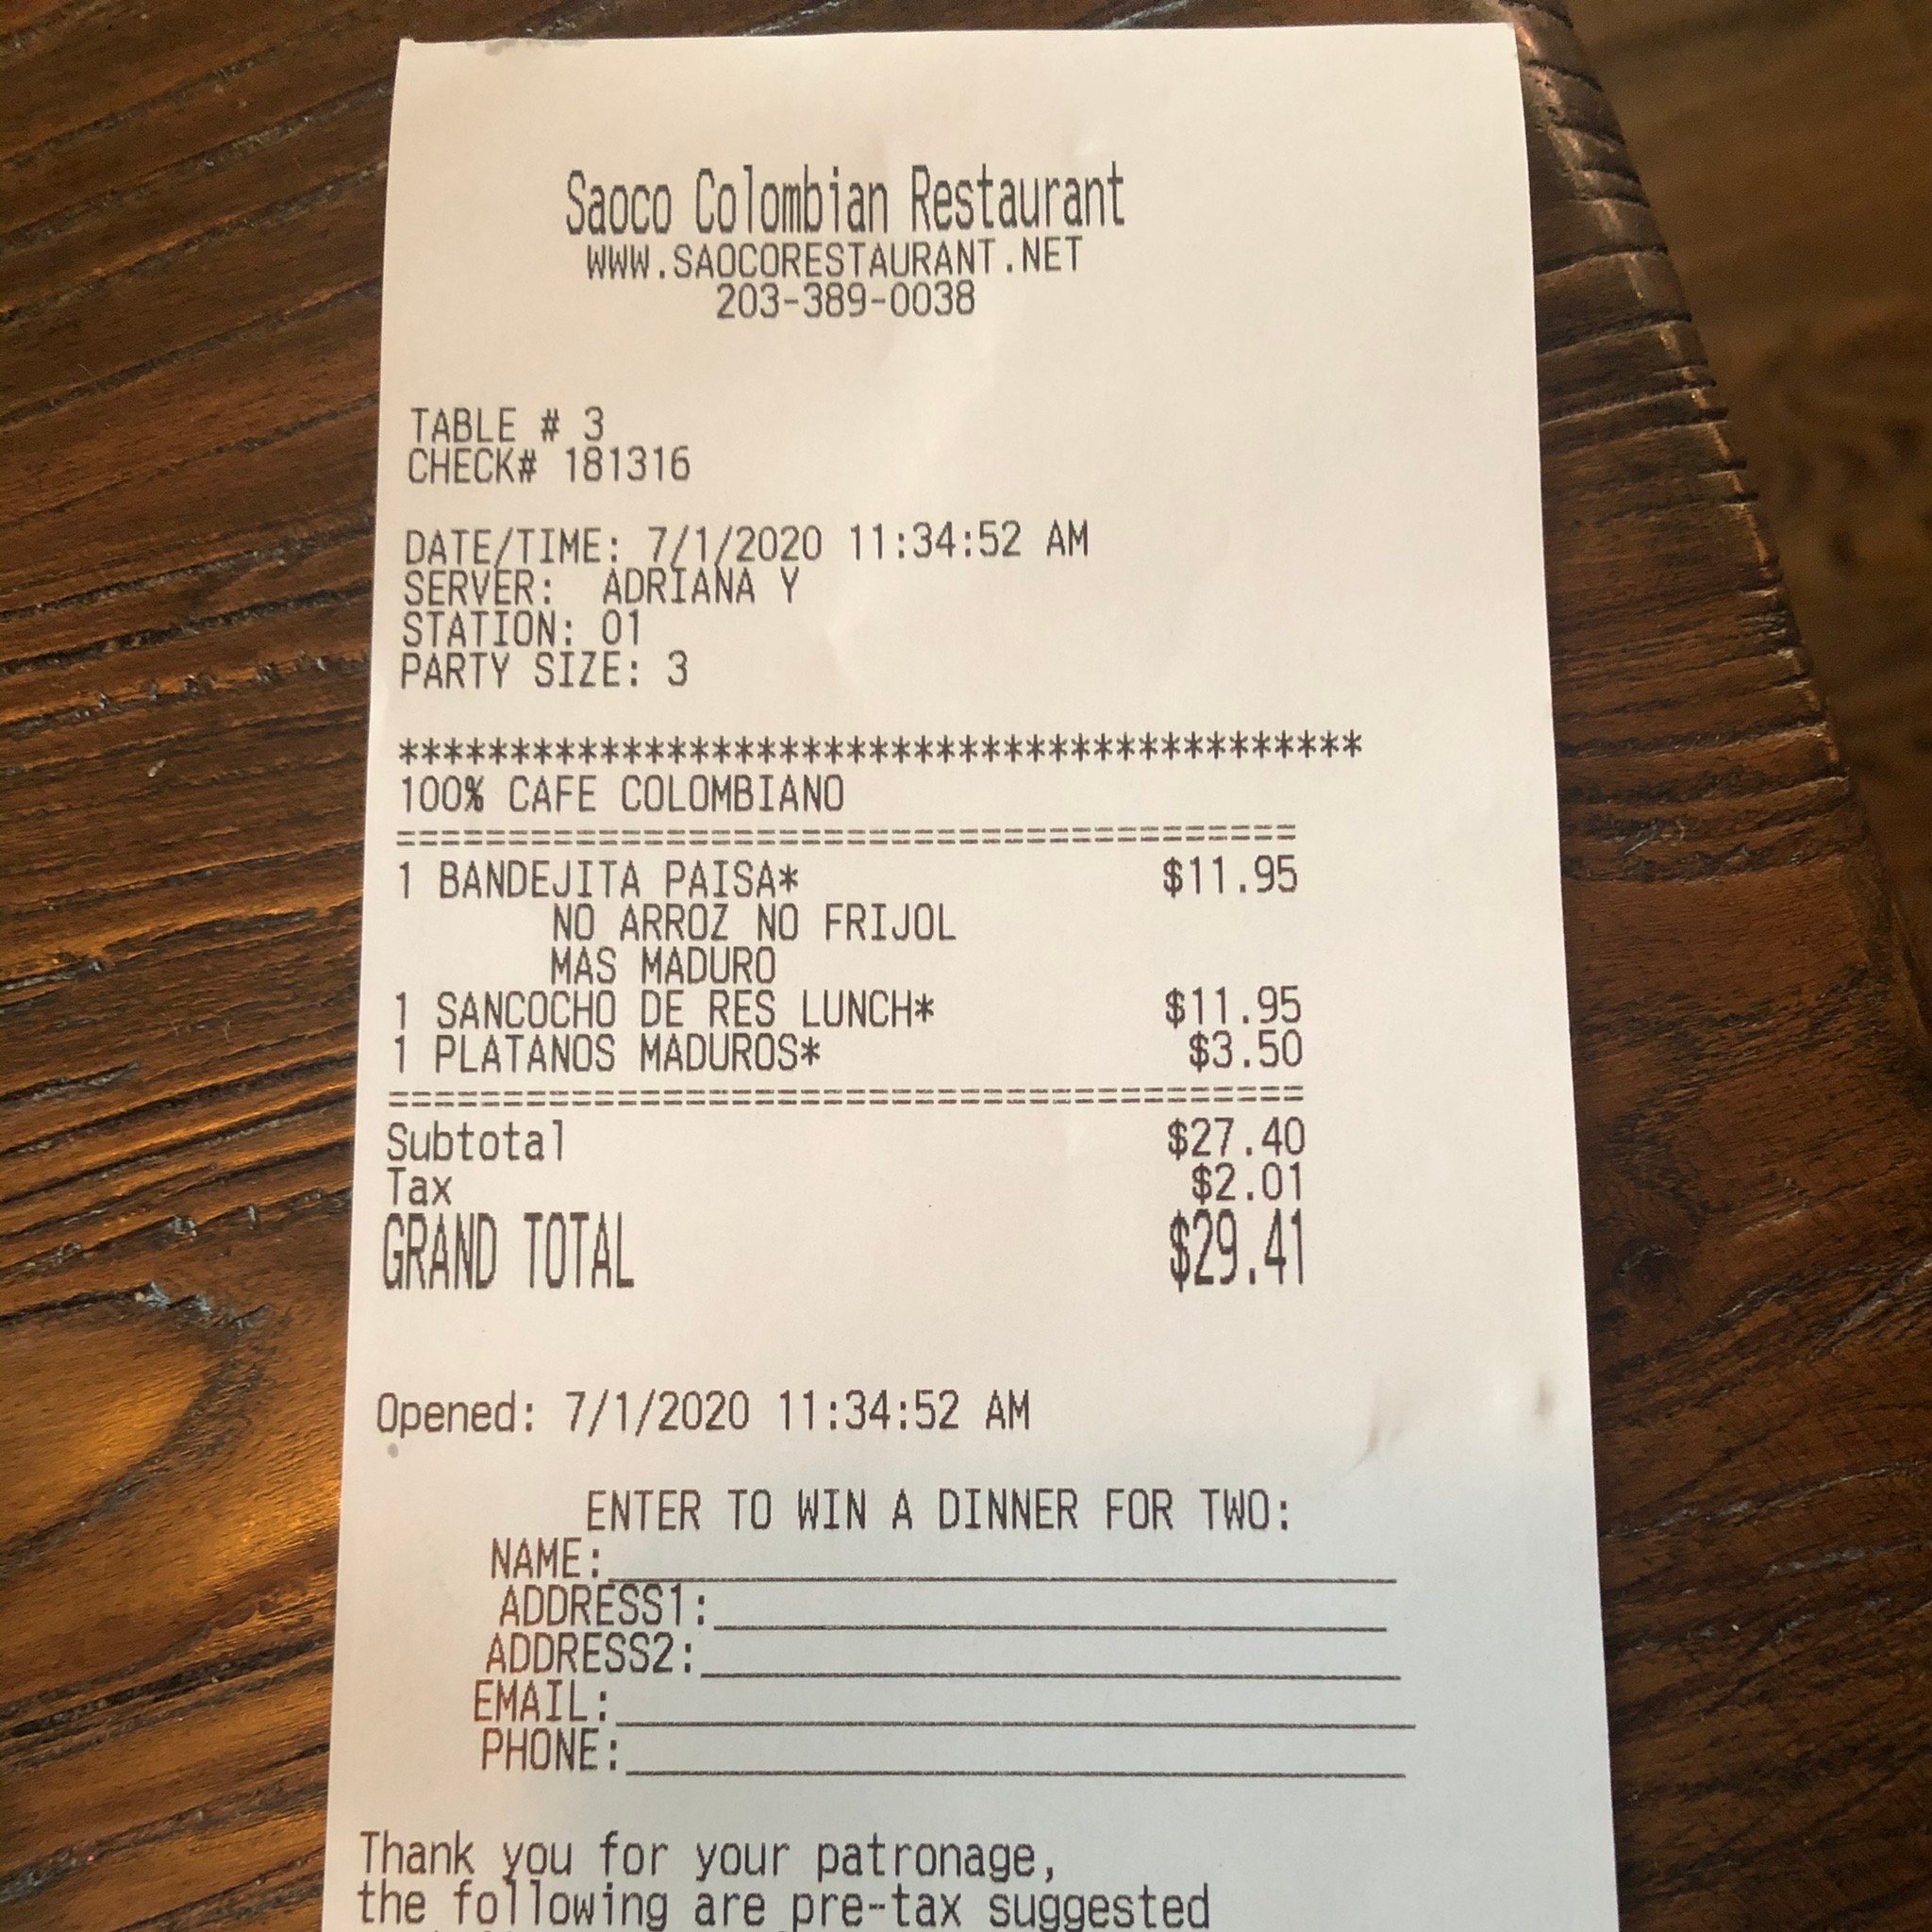 Saoco Colombian Restaurant
WWW.SAOCORESTAURANT.NET
203-389-0038
TABLE # 3
CHECK# 181316
DATE/TIME: 7/1/2020 11:34:52 AM
SERVER: ADRIANA Y
STATION: 01
PARTY SIZE: 3
*******************************************
100% CAFE COLOMBIANO
========================================
1 BANDEJITA PAISA* $11.95
NO ARROZ NO FRIJOL
MAS MADURO
1 SANCOCHO DE RES LUNCH* $11.95
1 PLATANOS MADUROS* $3.50
========================================
Subtotal $27.40
Tax $2.01
GRAND TOTAL $29.41
Opened: 7/1/2020 11:34:52 AM
ENTER TO WIN A DINNER FOR TWO:
NAME:
ADDRESS1:
ADDRESS2:
EMAIL:
PHONE:
Thank you for your patronage,
the following are pre-tax suggested